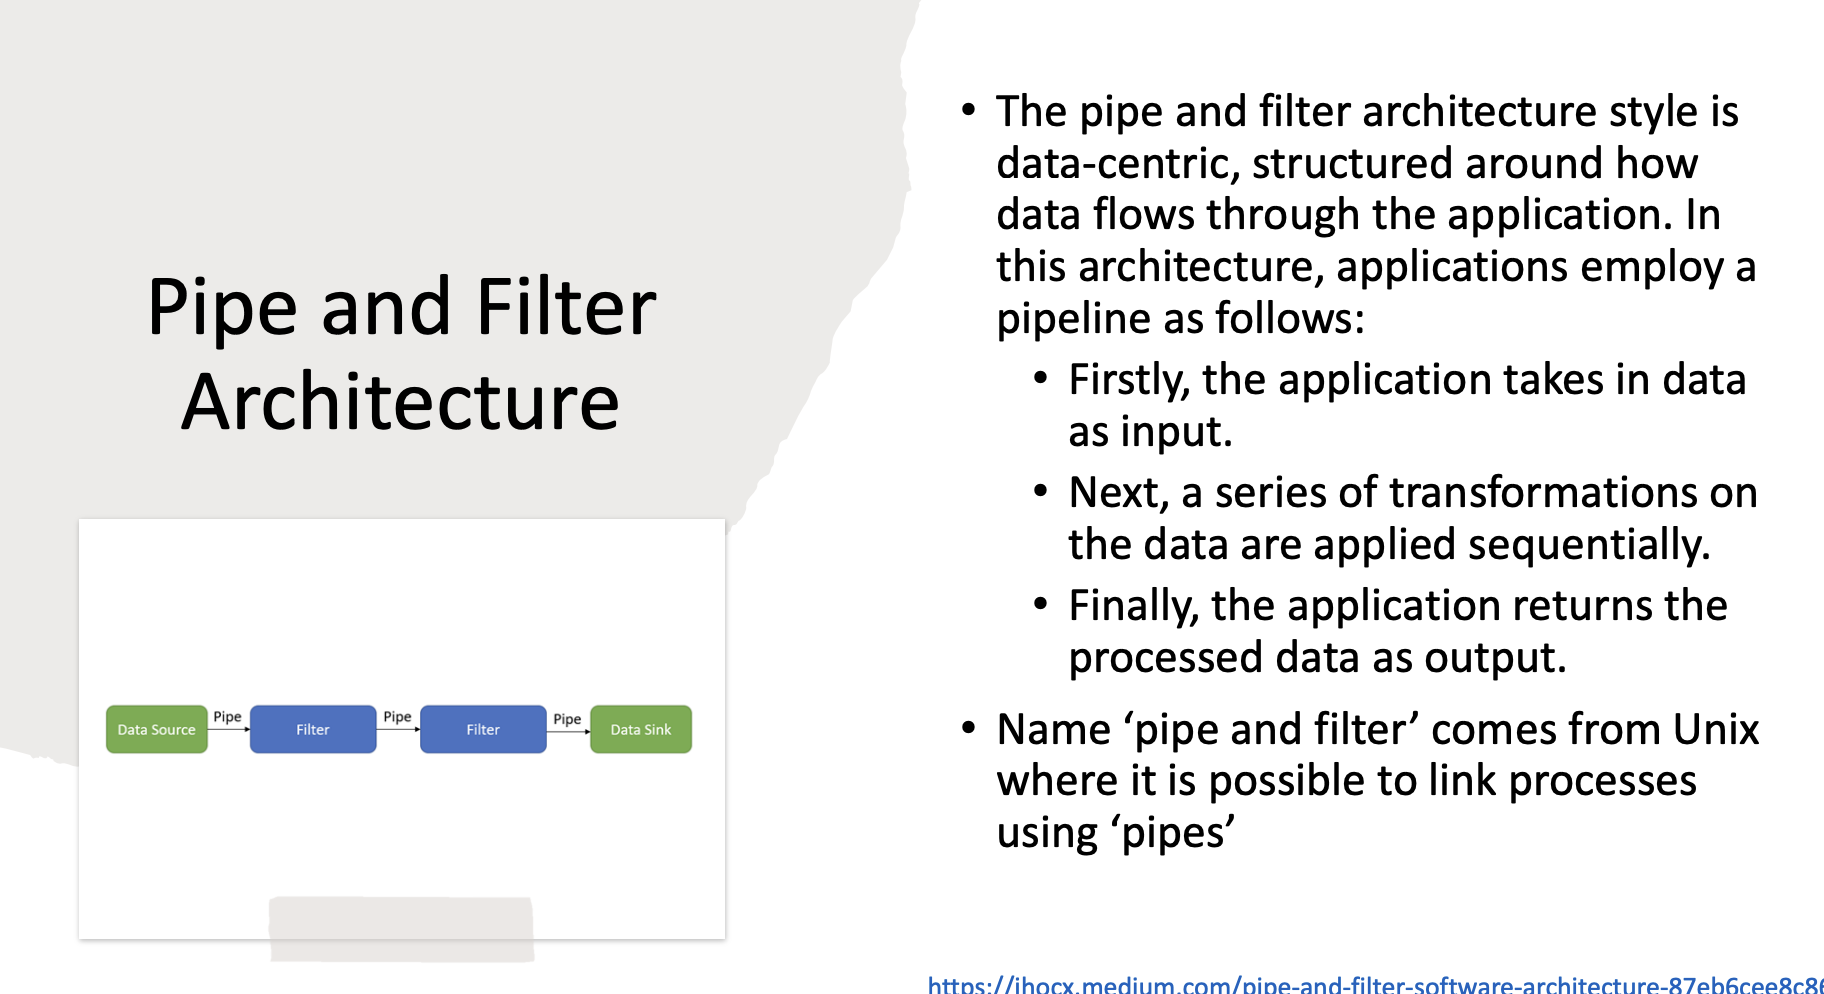 Pipe and Filter
Architecture
Data Source
Pipe
Filter
Pipe
Filter
Pipe
Data Sink
• The pipe and filter architecture style is
data-centric, structured around how
data flows through the application. In
this architecture, applications employ a
pipeline as follows:
• Firstly, the application takes in data
as input.
• Next, a series of transformations on
the data are applied sequentially.
• Finally, the application returns the
processed data as output.
• Name ‘pipe and filter’ comes from Unix
where it is possible to link processes
using ‘pipes’
https://ihocx.medium.com/pipe-and-filter-software-architecture-87eb6cee8c8